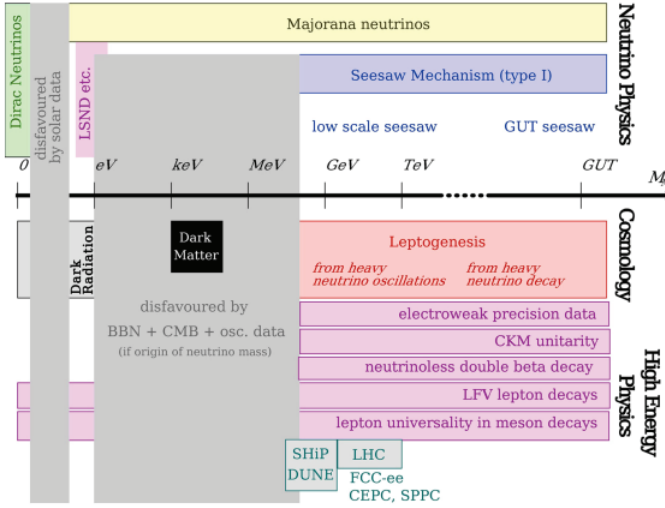 Majorana neutrinos
Dirac Neutrinos
disfavoured
by solar data
LSND etc.
Seesaw Mechanism (type I)
low scale seesaw
GUT seesaw
Neutrino Physics
0
eV
keV
MeV
GeV
TeV
GUT
Dark
Radiation
Dark
Matter
Leptogenesis
from heavy
neutrino oscillations
from heavy
neutrino decay
Cosmology
disfavoured by
BBN + CMB + osc. data
(if origin of neutrino mass)
electroweak precision data
CKM unitarity
neutrinoless double beta decay
LFV lepton decays
lepton universality in meson decays
High Energy
Physics
SHiP
DUNE
LHC
FCC-ee
CEPC, SPPC